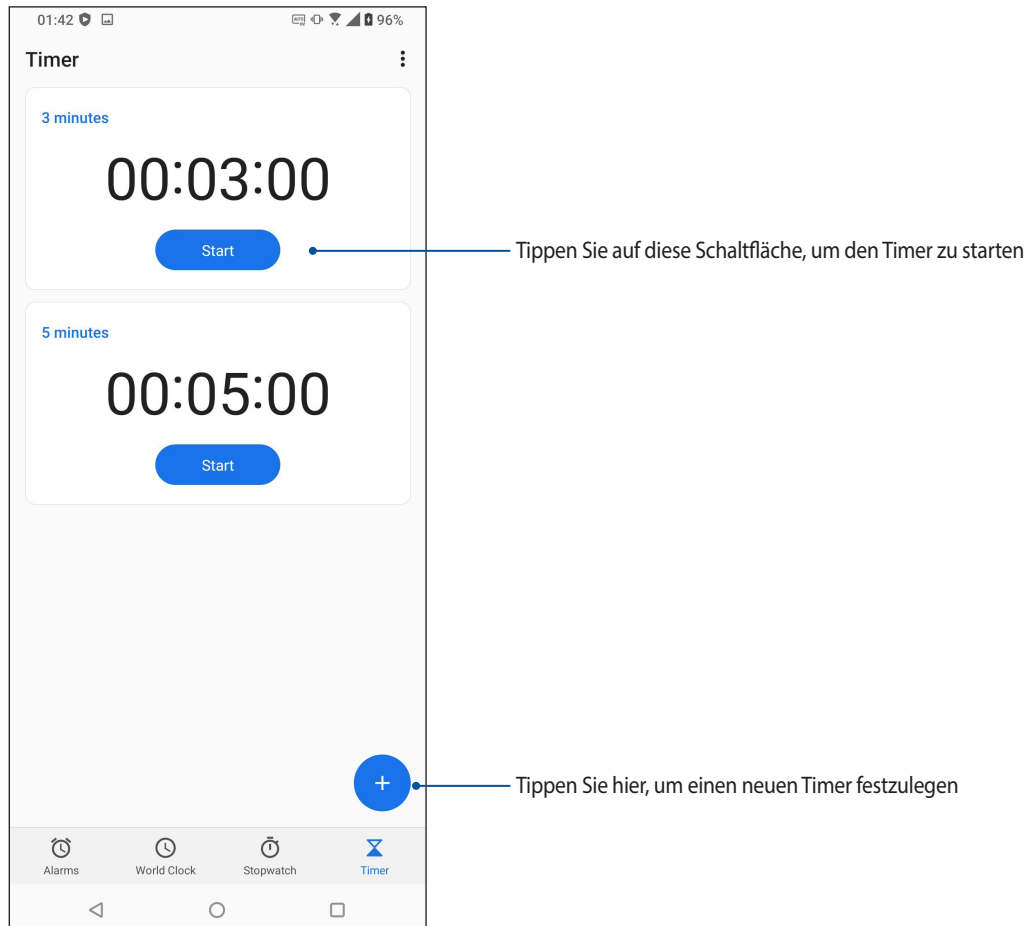 01:42 96%
Timer
3 minutes
00:03:00
Start
Tippen Sie auf diese Schaltfläche, um den Timer zu starten
5 minutes
00:05:00
Start
+
Tippen Sie hier, um einen neuen Timer festzulegen
Alarms World Clock Stopwatch Timer